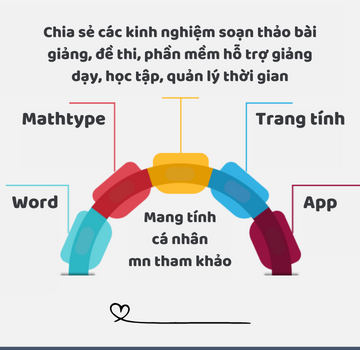 Chia sẻ các kinh nghiệm soạn thảo bài
giảng, đề thi, phần mềm hỗ trợ giảng
dạy, học tập, quản lý thời gian
Mathtype
Trang tính
Word
App
Mang tính
cá nhân
mn tham khảo